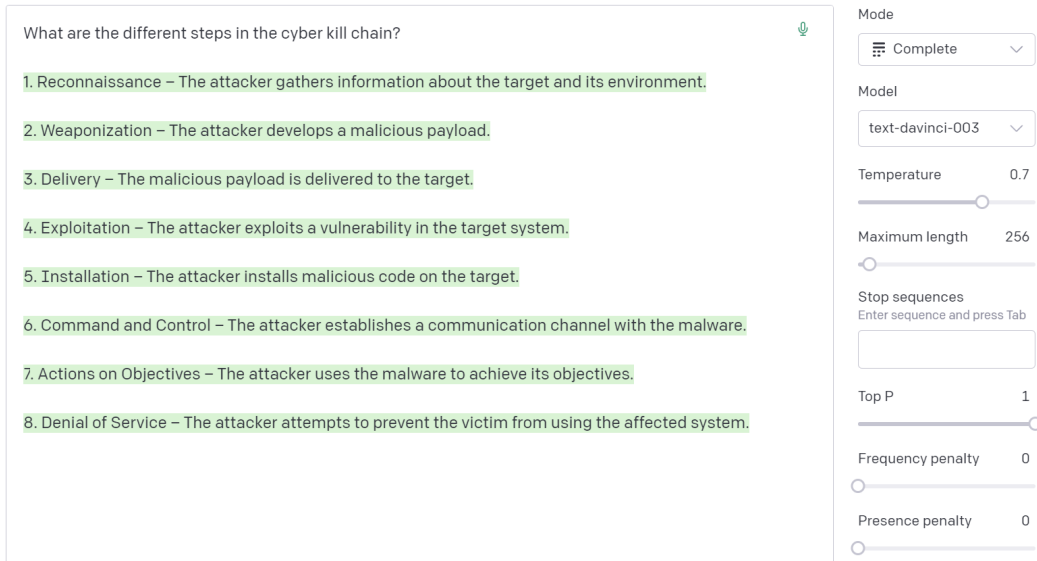 What are the different steps in the cyber kill chain?
1. Reconnaissance – The attacker gathers information about the target and its environment.
2. Weaponization – The attacker develops a malicious payload.
3. Delivery – The malicious payload is delivered to the target.
4. Exploitation – The attacker exploits a vulnerability in the target system.
5. Installation – The attacker installs malicious code on the target.
6. Command and Control – The attacker establishes a communication channel with the malware.
7. Actions on Objectives – The attacker uses the malware to achieve its objectives.
8. Denial of Service – The attacker attempts to prevent the victim from using the affected system.
Mode
Complete
Model
text-davinci-003
Temperature 0.7
Maximum length 256
Stop sequences
Enter sequence and press Tab
Top P 1
Frequency penalty 0
Presence penalty 0